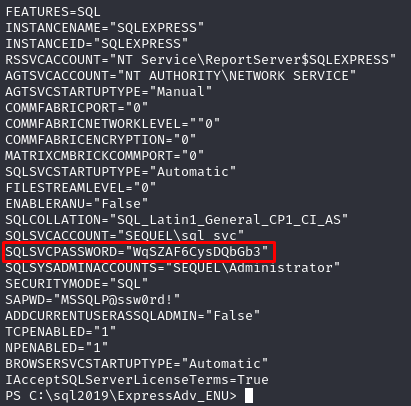 FEATURES=SQL
INSTANCENAME="SQLEXPRESS"
INSTANCEID="SQLEXPRESS"
RSSVCACCOUNT="NT Service\ReportServer$SQLEXPRESS"
AGTSVCACCOUNT="NT AUTHORITY\NETWORK SERVICE"
AGTSVCSTARTUPTYPE="Manual"
COMMFABRICPORT="0"
COMMFABRICNETWORKLEVEL=""0"
COMMFABRICENCRYPTION="0"
MATRIXCMBRICKCOMMPORT="0"
SQLSVCSTARTUPTYPE="Automatic"
FILESTREAMLEVEL="0"
ENABLERANU="False"
SQLCOLLATION="SQL_Latin1_General_CP1_CI_AS"
SQLSVCACCOUNT="SEQUEL\sql_svc"
SQLSVCPASSWORD="WqSZAF6CysDQbGb3"
SQLSYSADMINACCOUNTS="SEQUEL\Administrator"
SECURITYMODE="SQL"
SAPWD="MSSQLP@ssw0rd!"
ADDCURRENTUSERASSQLADMIN="False"
TCPENABLED="1"
NPENABLED="1"
BROWSERSVCSTARTUPTYPE="Automatic"
IAcceptSQLServerLicenseTerms=True
PS C:\sql2019\ExpressAdv_ENU>